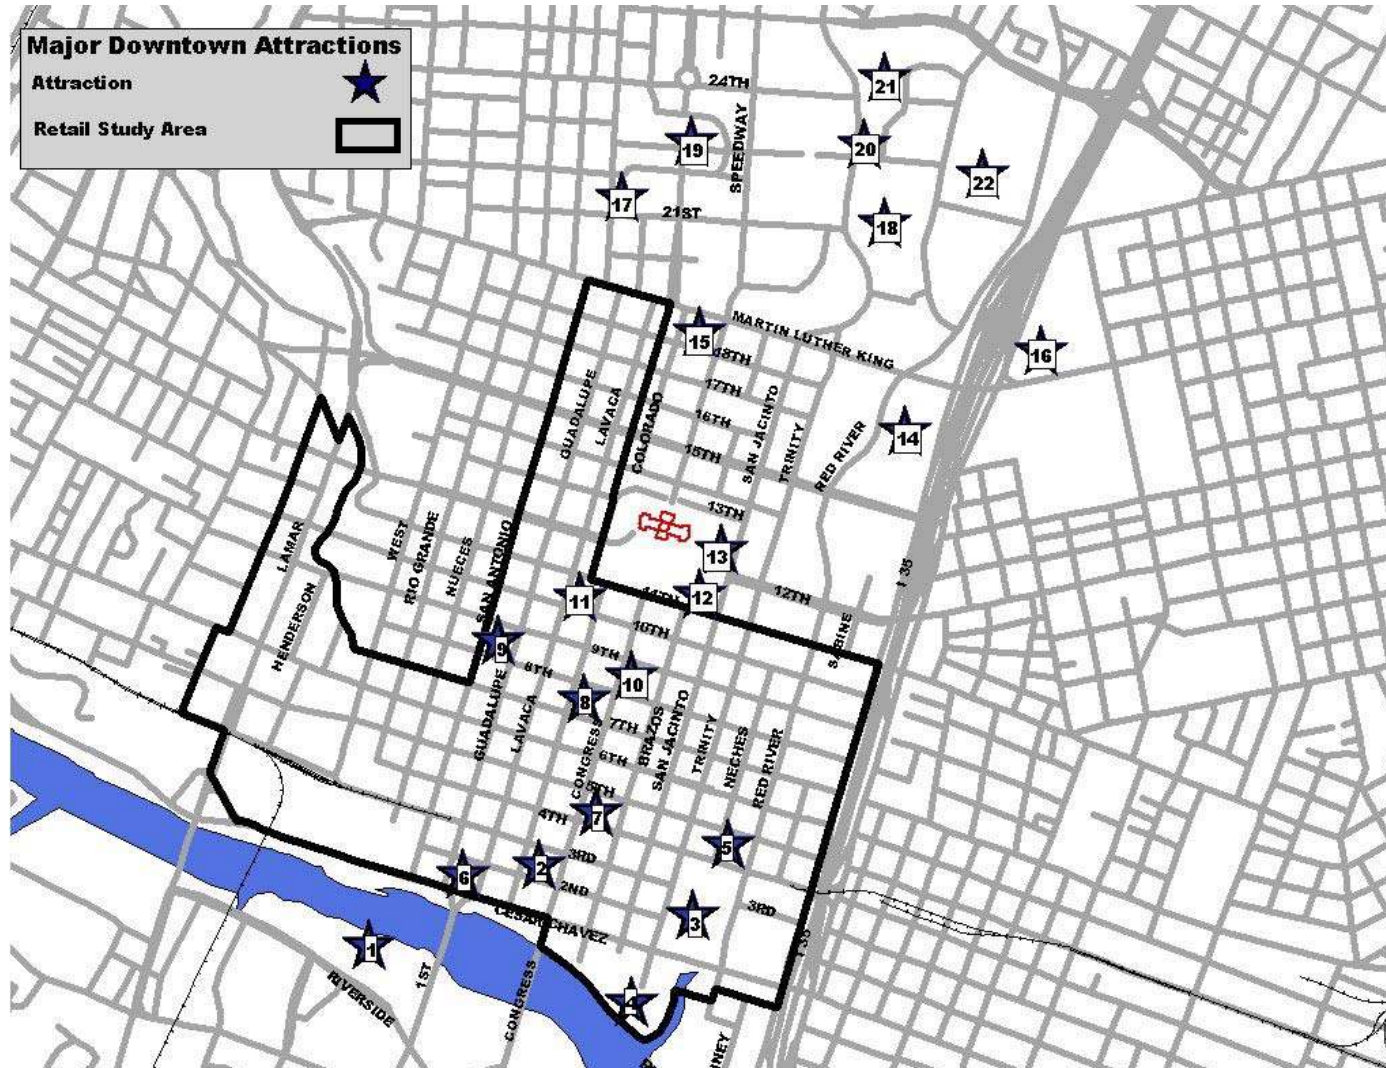 Major Downtown Attractions
Attraction
Retail Study Area
24TH
21
SPEEDWAY
19
20
22
17
21ST
18
MARTIN LUTHER KING
15
18TH
16
17TH
GUADALUPE
LAVACA
COLORADO
16TH
SAN JACINTO
TRINITY
RED RIVER
14
15TH
13TH
LAMAR
WEST
RIO GRANDE
NUECES
SAN ANTONIO
13
I 35
12TH
11
11TH
12
HENDERSON
10TH
SABINE
9
9TH
8TH
10
8
GUADALUPE
LAVACA
7TH
CONGRESS
BRAZOS
SAN JACINTO
TRINITY
NECHES
RED RIVER
6TH
5TH
4TH
7
5
3RD
2
6
2ND
3
3RD
CESAR CHAVEZ
1
I 35
1ST
RIVERSIDE
CONGRESS
4